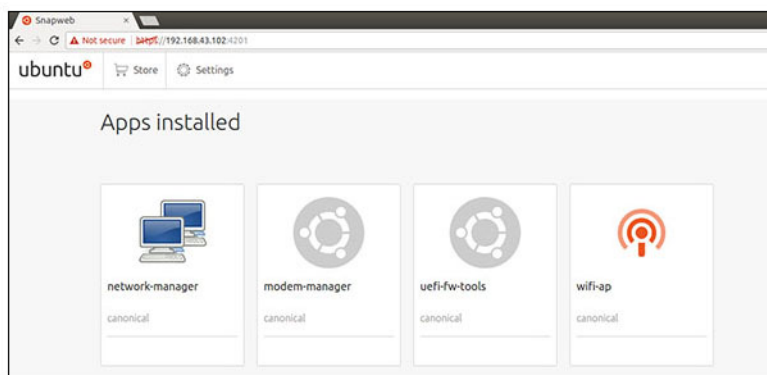 Snapweb
Not secure https://192.168.43.102:4201
ubuntu Store Settings
Apps installed
network-manager modem-manager uefi-fw-tools wifi-ap
canonical canonical canonical canonical